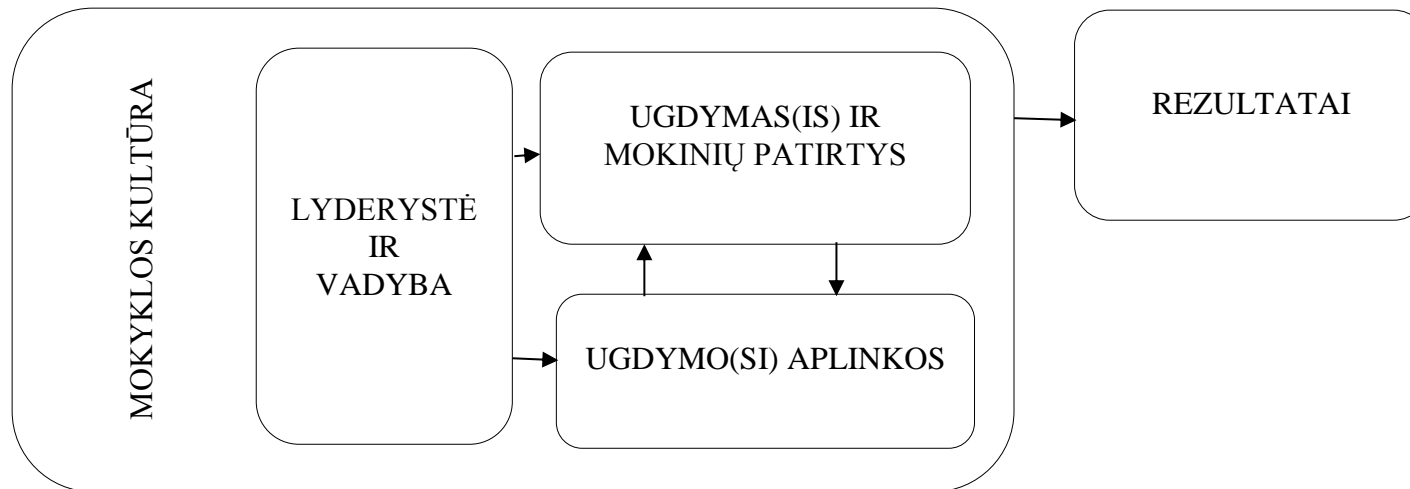 MOKYKLOS KULTŪRA
LYDERYSTĖ
IR
VADYBA
UGDYMAS(IS) IR
MOKINIŲ PATIRTYS
UGDYMO(SI) APLINKOS
REZULTATAI